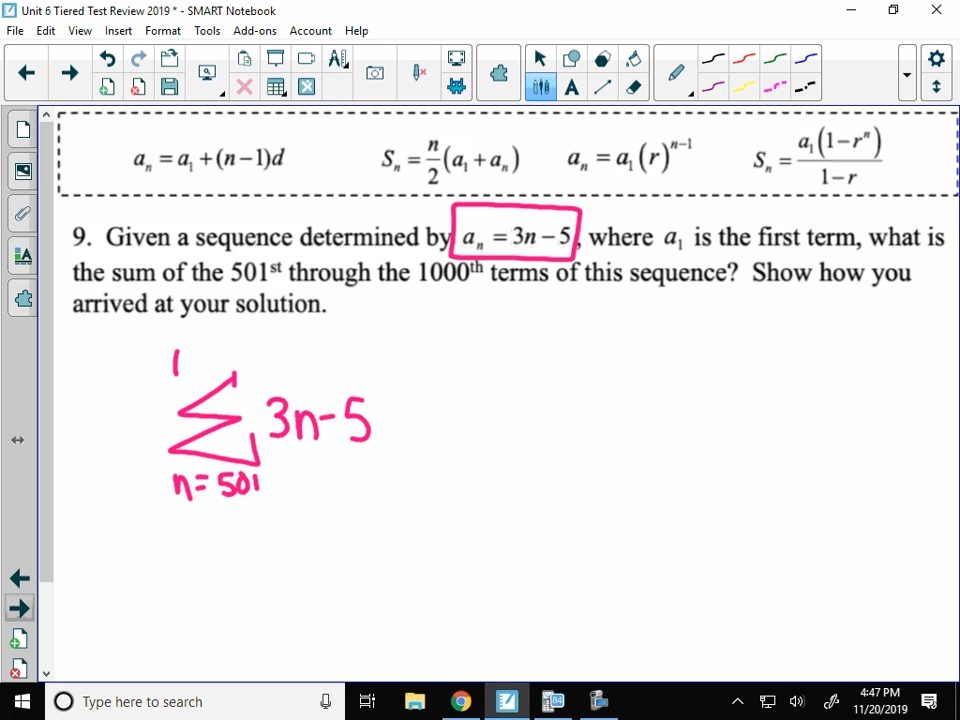 Unit 6 Tiered Test Review 2019 * - SMART Notebook
File Edit View Insert Format Tools Add-ons Account Help
aₙ = a₁ + (n−1)d Sₙ = n/2 (a₁ + aₙ) aₙ = a₁(r)ⁿ⁻¹ Sₙ = a₁(1−rⁿ)/1−r
9. Given a sequence determined by aₙ = 3n − 5, where a₁ is the first term, what is
the sum of the 501ˢᵗ through the 1000ᵗʰ terms of this sequence? Show how you
arrived at your solution.
1
Σ 3n−5
n=501
Type here to search
4:47 PM
11/20/2019